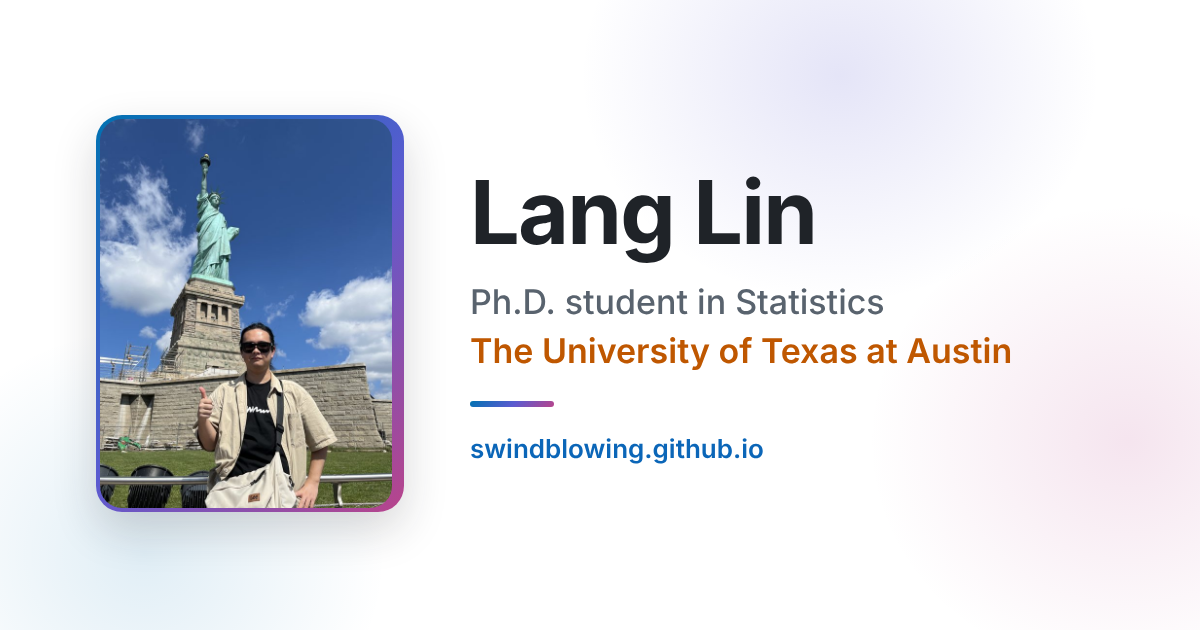 Lang Lin
Ph.D. student in Statistics
The University of Texas at Austin
swindblowing.github.io